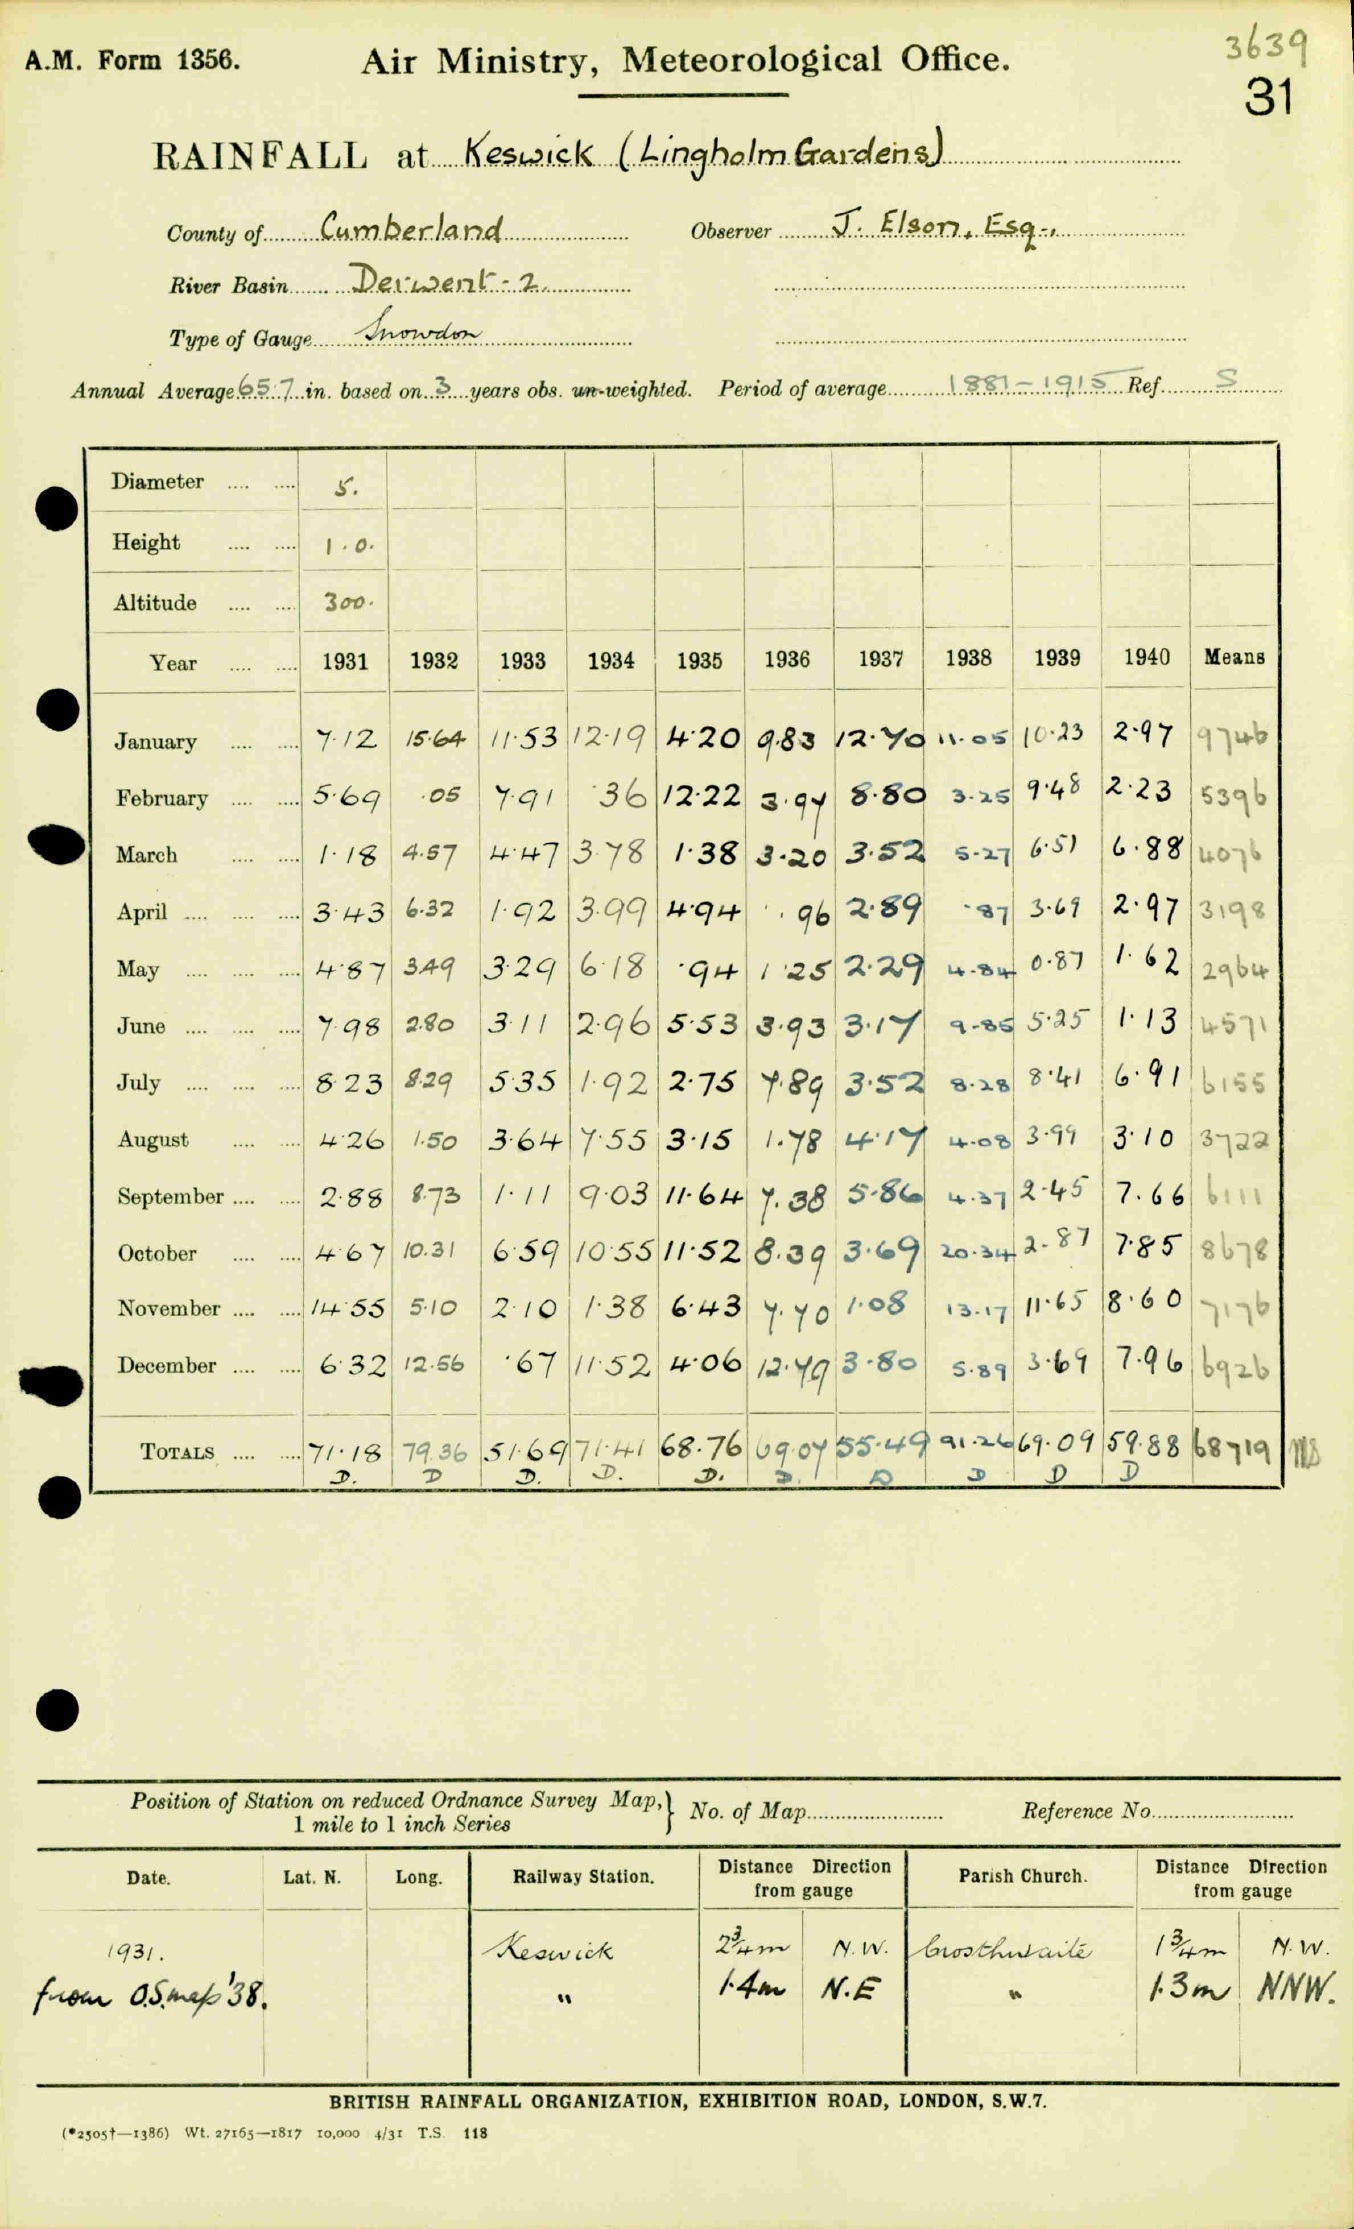 3639
A.M. Form 1356. Air Ministry, Meteorological Office.
31
RAINFALL at Keswick (Lingholm Gardens)
County of Cumberland Observer J. Elson, Esq.,
River Basin Derwent - 2.
Type of Gauge Snowdon
Annual Average 65.7 in. based on 3 years obs. un-weighted. Period of average 1881-1915 Ref. S
Diameter .... .... 5.
Height .... .... 1.0.
Altitude .... .... 300.
Year .... .... 1931 1932 1933 1934 1935 1936 1937 1938 1939 1940 Means
January .... .... 7.12 15.64 11.53 12.19 4.20 9.83 12.70 11.05 10.23 2.97 9746
February .... .... 5.69 .05 7.91 .36 12.22 3.97 8.80 3.25 9.48 2.23 5396
March .... .... 1.18 4.57 4.47 3.78 1.38 3.20 3.52 5.27 6.51 6.88 4076
April .... .... .... 3.43 6.32 1.92 3.99 4.94 .96 2.89 .87 3.69 2.97 3198
May .... .... .... 4.87 3.49 3.29 6.18 .94 1.25 2.29 4.84 0.87 1.62 2964
June .... .... .... 7.98 2.80 3.11 2.96 5.53 3.93 3.17 9.85 5.25 1.13 4571
July .... .... .... 8.23 8.29 5.35 1.92 2.75 7.89 3.52 8.28 8.41 6.91 6155
August .... .... 4.26 1.50 3.64 7.55 3.15 1.78 4.17 4.08 3.99 3.10 3722
September .... .... 2.88 8.73 1.11 9.03 11.64 7.38 5.86 4.37 2.45 7.66 6111
October .... .... 4.67 10.31 6.59 10.55 11.52 8.39 3.69 20.34 2.87 7.85 8678
November .... .... 14.55 5.10 2.10 1.38 6.43 7.70 1.08 13.17 11.65 8.60 7176
December .... .... 6.32 12.56 .67 11.52 4.06 12.79 3.80 5.89 3.69 7.96 6926
TOTALS .... .... 71.18 79.36 51.69 71.41 68.76 69.07 55.49 91.26 69.09 59.88 68719
D. D D. D. D. D. D D D D
Position of Station on reduced Ordnance Survey Map, } No. of Map Reference No.
1 mile to 1 inch Series
Date. Lat. N. Long. Railway Station. Distance Direction from gauge Parish Church. Distance Direction from gauge
1931. Keswick 2¾m N.W. Crosthwaite 1¾m N.W.
from O.S. map '38. " 1.4m N.E " 1.3m NNW.
BRITISH RAINFALL ORGANIZATION, EXHIBITION ROAD, LONDON, S.W.7.
(*2505†—1386) Wt. 27165—1817 10,000 4/31 T.S. 118